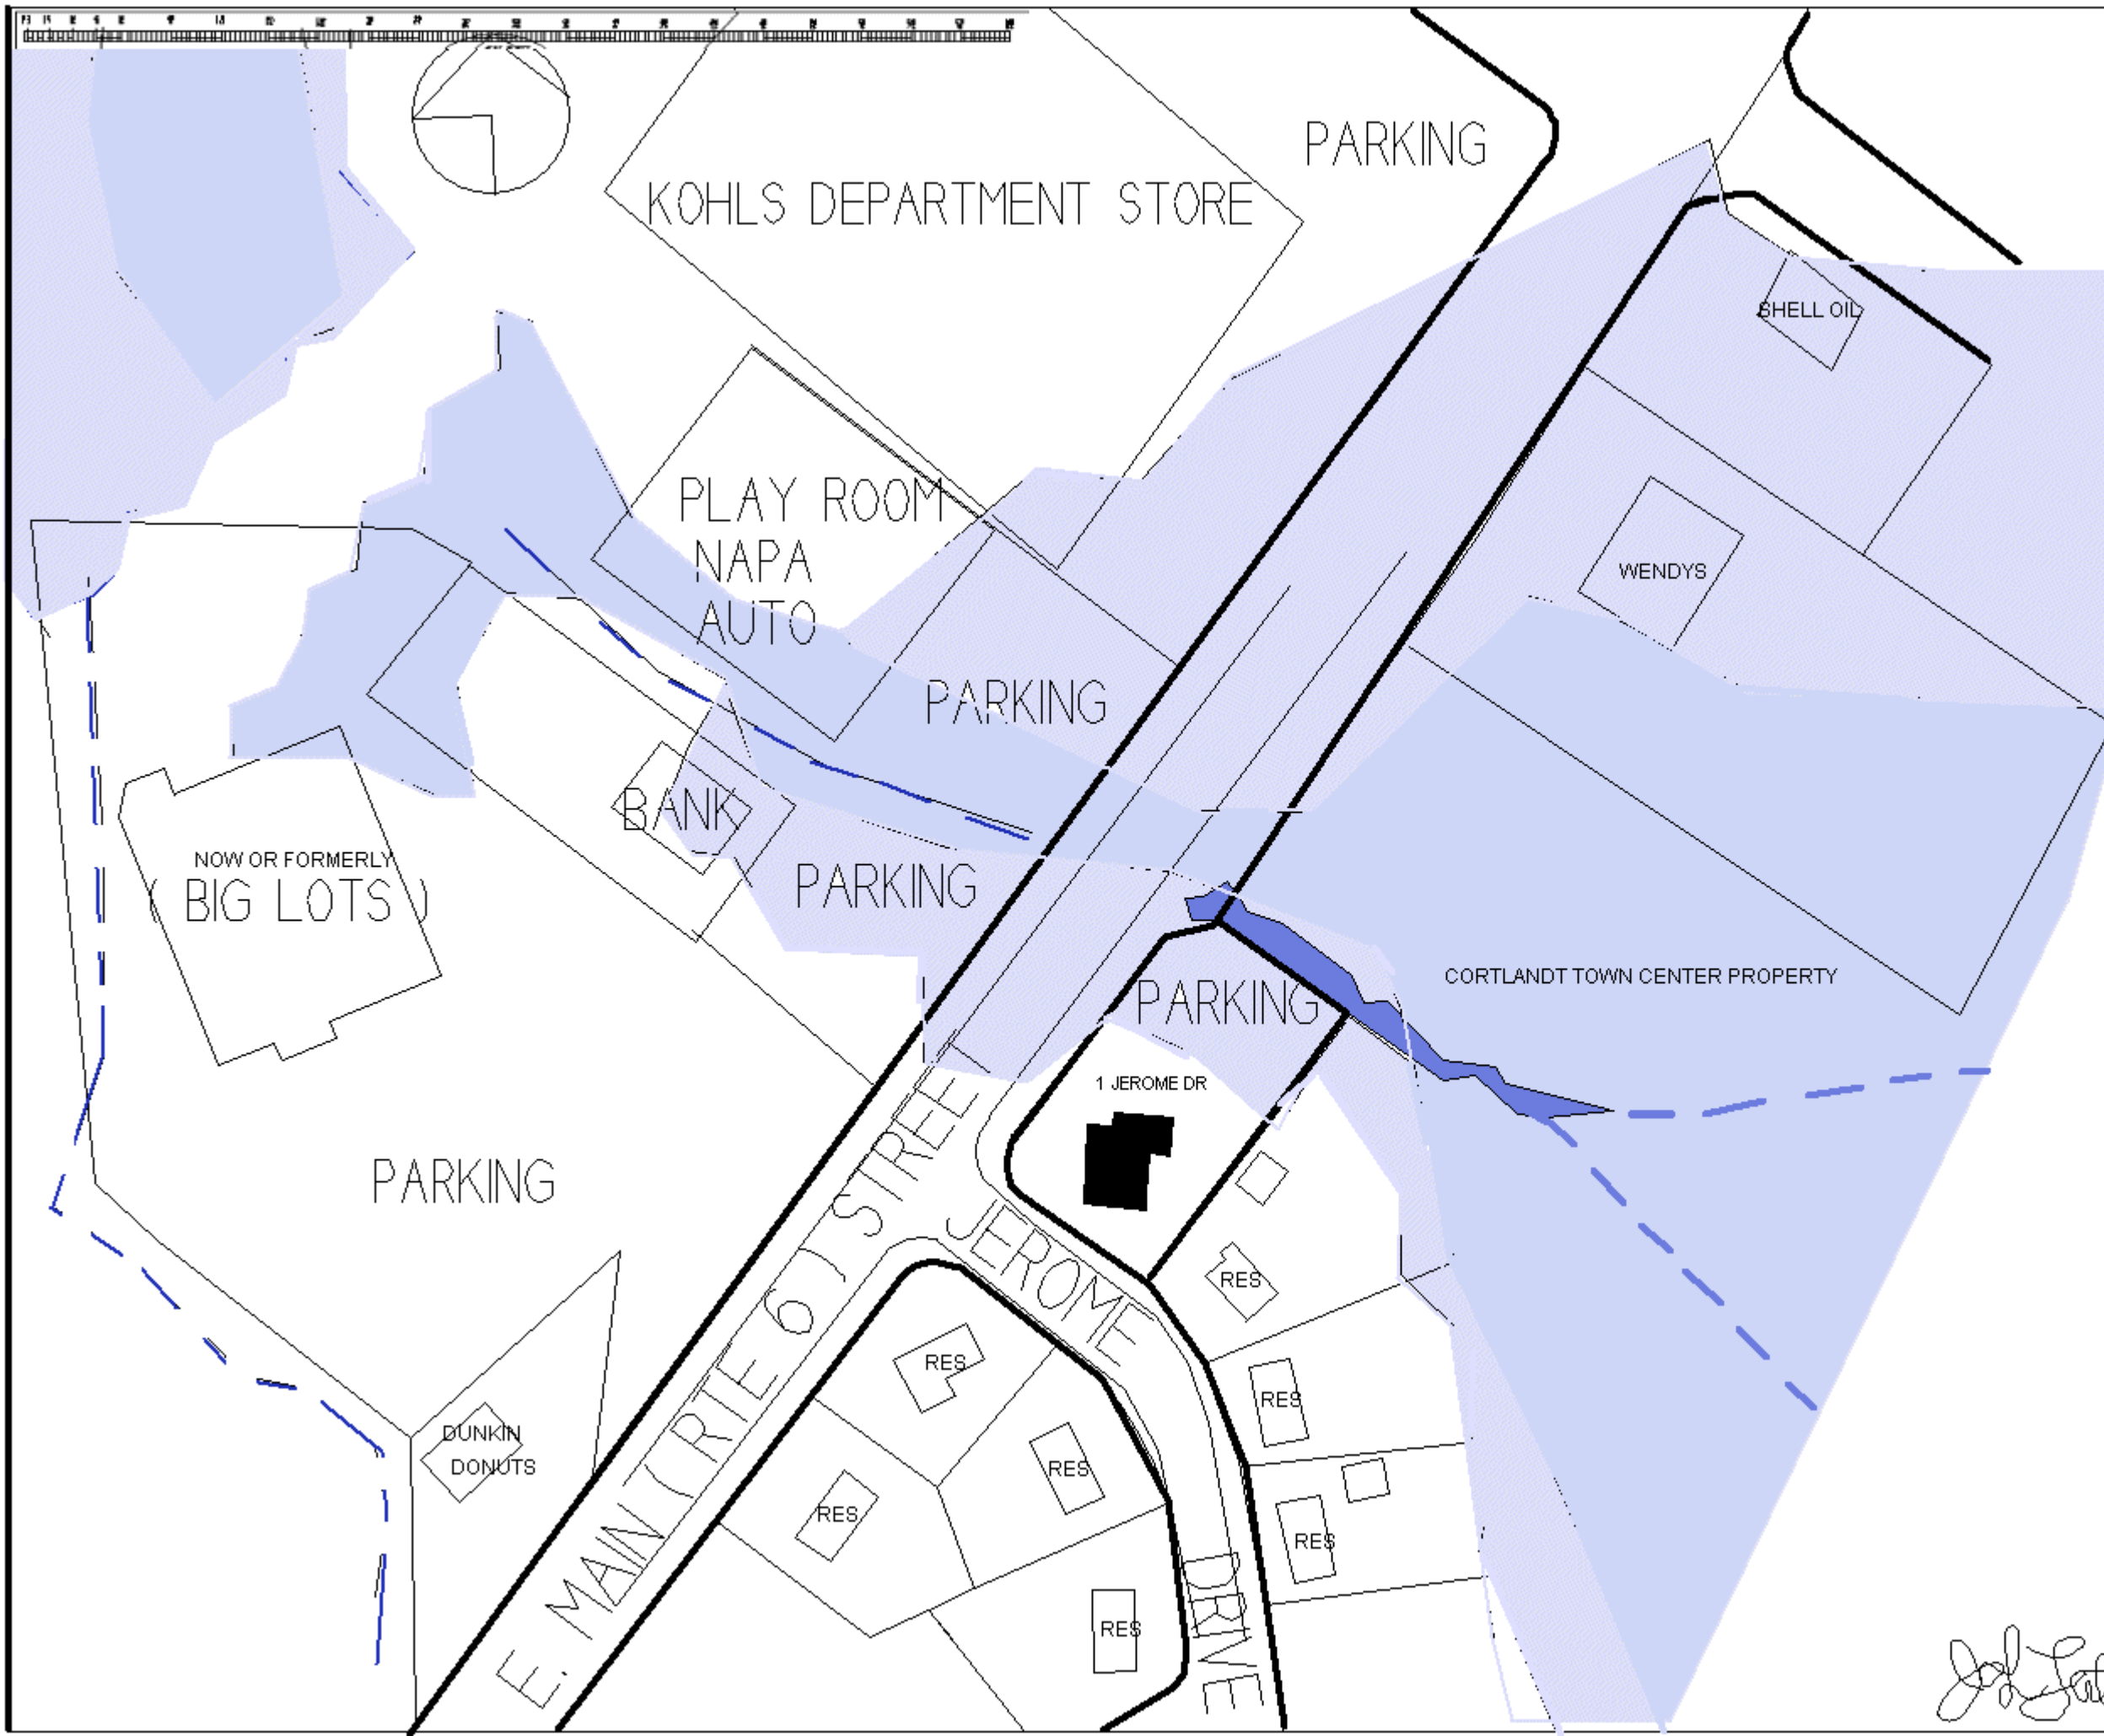 PARKING
KOHLS DEPARTMENT STORE
SHELL OIL
PLAY ROOM
NAPA
AUTO
WENDYS
PARKING
BANK
NOW OR FORMERLY
( BIG LOTS )
PARKING
CORTLANDT TOWN CENTER PROPERTY
PARKING
1 JEROME DR
PARKING
E. MAIN ( RTE 6 ) STREET
JEROME
DRIVE
RES
RES
RES
RES
DUNKIN
DONUTS
RES
RES
RES
RES